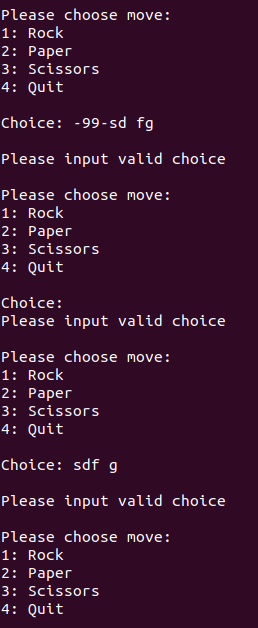 Please choose move:
1: Rock
2: Paper
3: Scissors
4: Quit
Choice: -99-sd fg
Please input valid choice
Please choose move:
1: Rock
2: Paper
3: Scissors
4: Quit
Choice:
Please input valid choice
Please choose move:
1: Rock
2: Paper
3: Scissors
4: Quit
Choice: sdf g
Please input valid choice
Please choose move:
1: Rock
2: Paper
3: Scissors
4: Quit